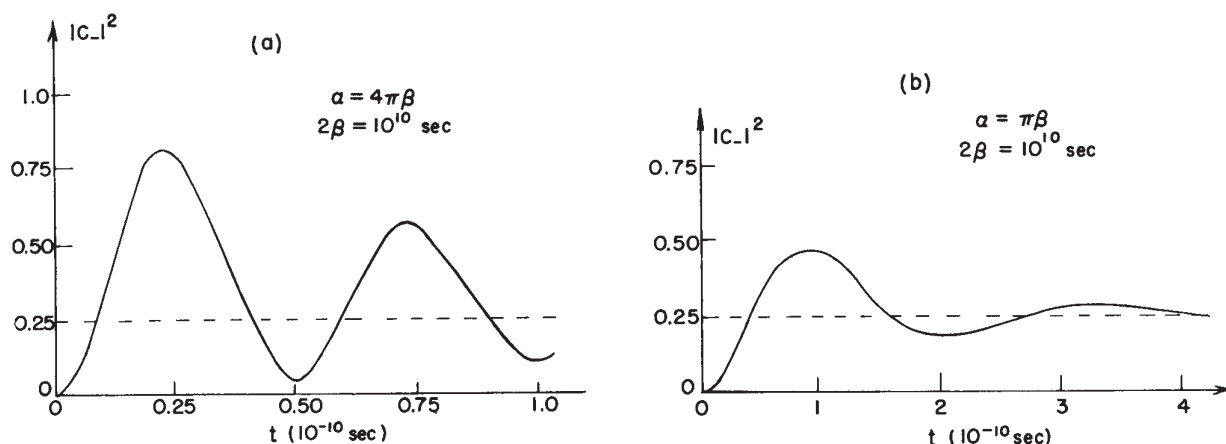 |C_|²
(a)
α = 4πβ
2β = 10¹⁰ sec
1.0
0.75
0.50
0.25
0
0 0.25 0.50 0.75 1.0
t (10⁻¹⁰ sec)
|C_|²
(b)
α = πβ
2β = 10¹⁰ sec
0.75
0.50
0.25
0
0 1 2 3 4
t (10⁻¹⁰ sec)